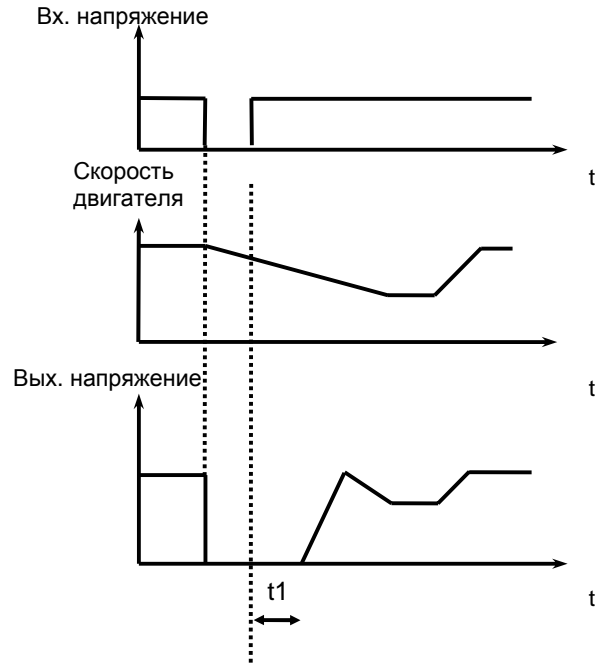 Вх. напряжение
t
Скорость
двигателя
t
Вых. напряжение
t
t1